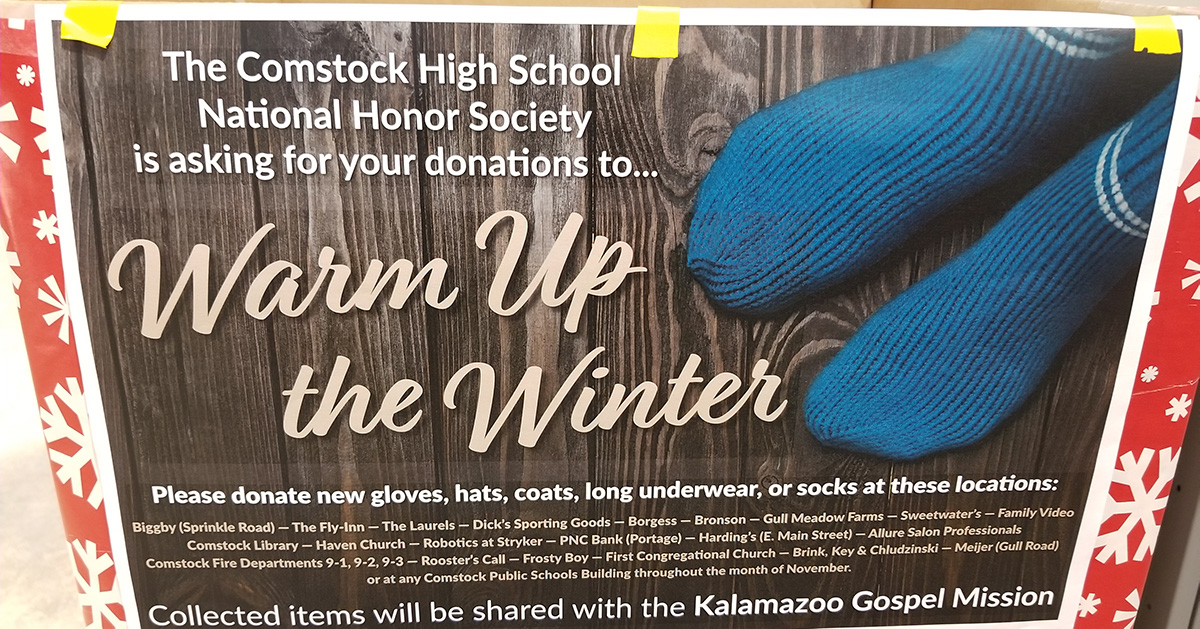 The Comstock High School
National Honor Society
is asking for your donations to...
Warm Up
the Winter
Please donate new gloves, hats, coats, long underwear, or socks at these locations:
Biggby (Sprinkle Road) — The Fly-Inn — The Laurels — Dick's Sporting Goods — Borgess — Bronson — Gull Meadow Farms — Sweetwater's — Family Video
Comstock Library — Haven Church — Robotics at Stryker — PNC Bank (Portage) — Harding's (E. Main Street) — Allure Salon Professionals
Comstock Fire Departments 9-1, 9-2, 9-3 — Rooster's Call — Frosty Boy — First Congregational Church — Brink, Key & Chludzinski — Meijer (Gull Road)
or at any Comstock Public Schools Building throughout the month of November.
Collected items will be shared with the Kalamazoo Gospel Mission